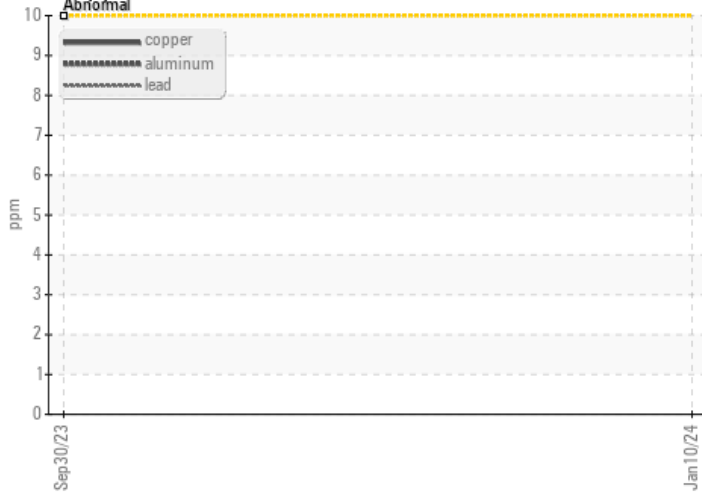 Abnormal
10
copper
9
aluminum
lead
8
7
6
ppm
5
4
3
2
1
0
Sep30/23
Jan10/24